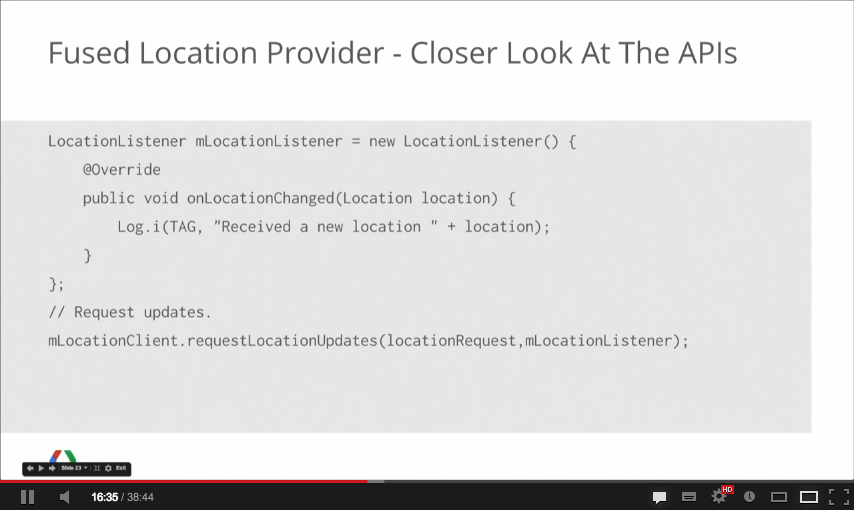 Fused Location Provider - Closer Look At The APIs
LocationListener mLocationListener = new LocationListener() {
@Override
public void onLocationChanged(Location location) {
Log.i(TAG, "Received a new location " + location);
}
};
// Request updates.
mLocationClient.requestLocationUpdates(locationRequest,mLocationListener);
Slide 23
Exit
16:35 / 38:44
HD